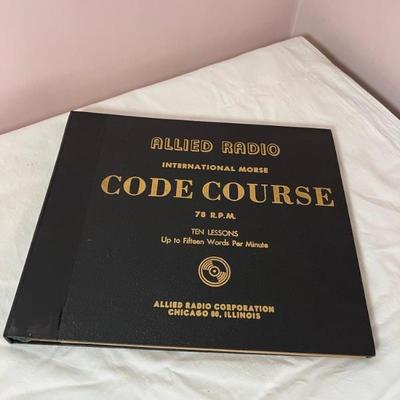 ALLIED RADIO
INTERNATIONAL MORSE
CODE COURSE
78 R.P.M.
TEN LESSONS
Up to Fifteen Words Per Minute
ALLIED RADIO CORPORATION
CHICAGO 80, ILLINOIS